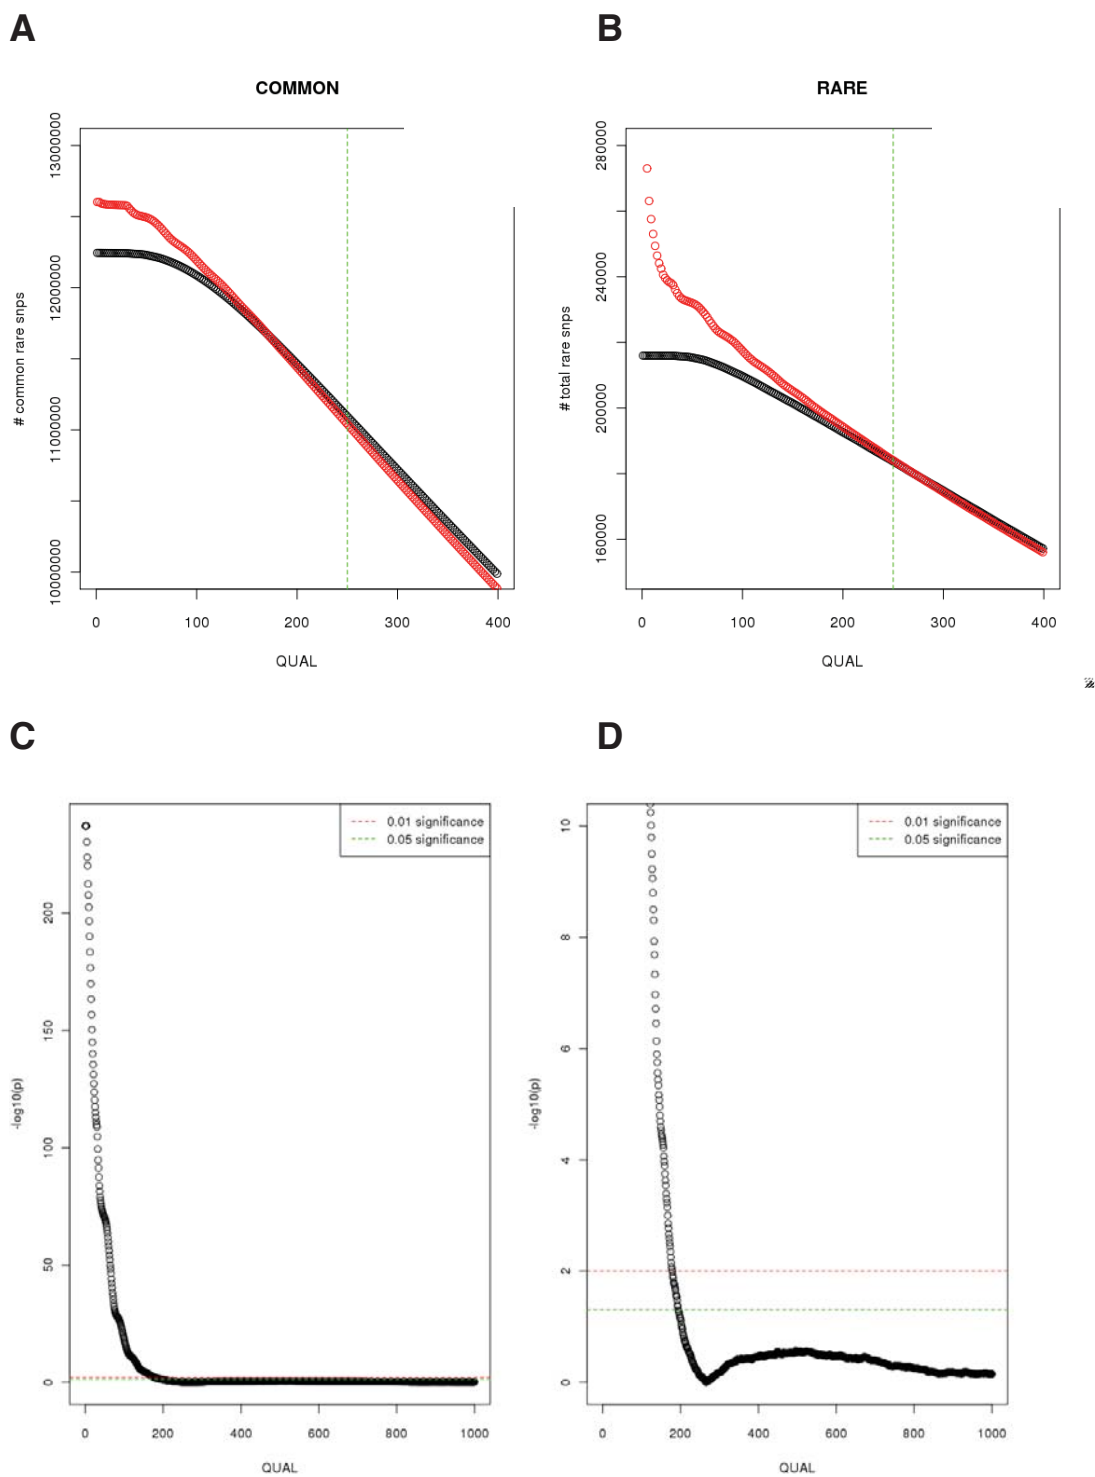 A
B
COMMON
RARE
# common rare snps
13000000
12000000
11000000
10000000
0 100 200 300 400
QUAL
# total rare snps
280000
240000
200000
160000
0 100 200 300 400
QUAL
C
D
0.01 significance
0.05 significance
-log10(p)
200
150
100
50
0
0 200 400 600 800 1000
QUAL
0.01 significance
0.05 significance
-log10(p)
10
8
6
4
2
0
0 200 400 600 800 1000
QUAL